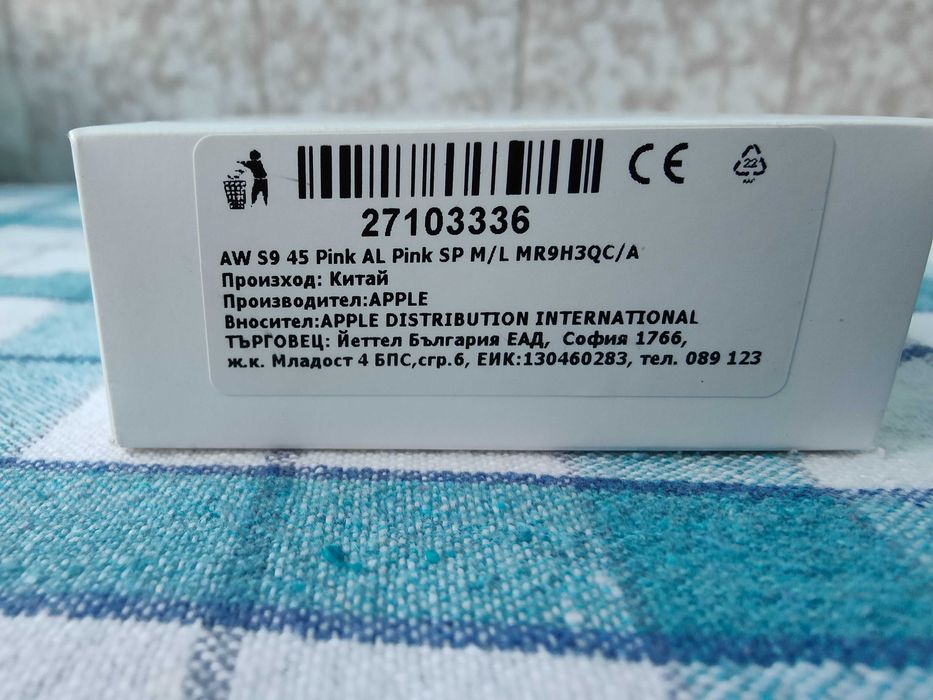 CE
22
PAP
27103336
AW S9 45 Pink AL Pink SP M/L MR9H3QC/A
Произход: Китай
Производител:APPLE
Вносител:APPLE DISTRIBUTION INTERNATIONAL
ТЪРГОВЕЦ: Йеттел България ЕАД, София 1766,
ж.к. Младост 4 БПС,сгр.6, ЕИК:130460283, тел. 089 123